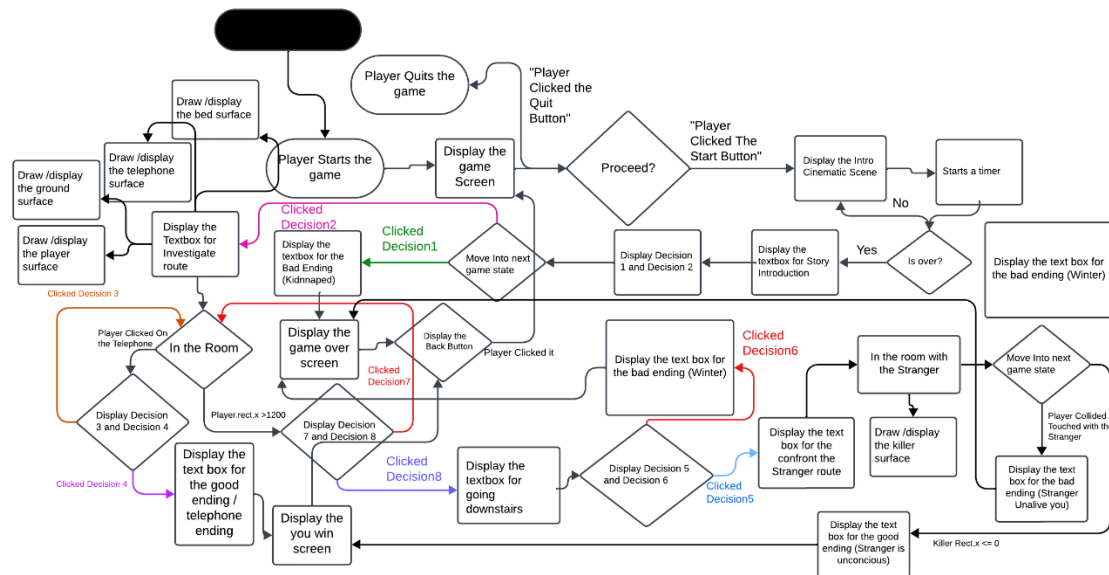 Player Quits the
game
"Player
Clicked the
Quit
Button"
"Player
Clicked The
Start Button"
Draw /display
the bed surface
Draw /display
the telephone
surface
Draw /display
the ground
surface
Draw /display
the player
surface
Player Starts the
game
Display the
game
Screen
Proceed?
Display the Intro
Cinematic Scene
Starts a timer
No
Yes
Is over?
Display the
Textbox for
Investigate
route
Clicked
Decision2
Clicked
Decision1
Display the
textbox for the
Bad Ending
(Kidnnaped)
Move Into next
game state
Display Decision
1 and Decision 2
Display the
textbox for Story
Introduction
Display the text box for
the bad ending (Winter)
Clicked Decision 3
Player Clicked On
the Telephone
In the Room
Display the
game over
screen
Display the
Back Button
Player Clicked it
Clicked
Decision7
Display the text box for
the bad ending (Winter)
Clicked
Decision6
In the room with
the Stranger
Move Into next
game state
Display Decision
3 and Decision 4
Player.rect.x >1200
Display Decision
7 and Decision 8
Clicked Decision 4
Display the
text box for
the good
ending /
telephone
ending
Display the
you win
screen
Clicked
Decision8
Display the
textbox for
going
downstairs
Display Decision 5
and Decision 6
Clicked
Decision5
Display the text
box for the
confront the
Stranger route
Draw /display
the killer
surface
Player Collided
Touched with the
Stranger
Display the text
box for the bad
ending (Stranger
Unalive you)
Display the text
box for the good
ending (Stranger is
unconcious)
Killer Rect.x <= 0